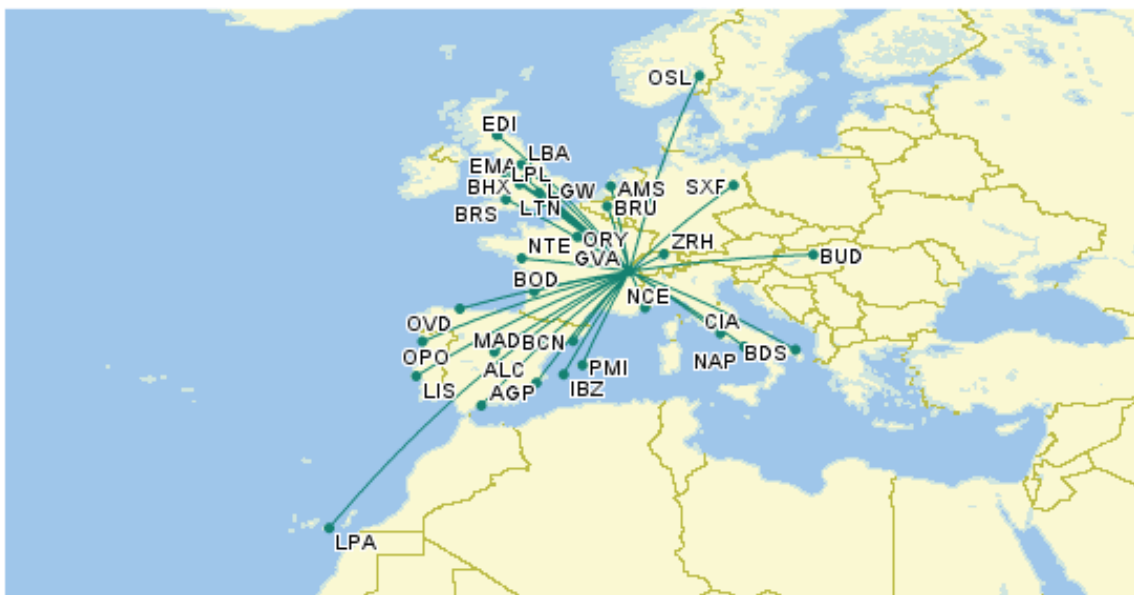 OSL
EDI
LBA
EMA
LPL
BHX
LGW
AMS
SXF
LTN
BRU
BRS
ORY
NTE
ZRH
GVA
BUD
BOD
NCE
OVD
CIA
MAD
BCN
OPO
BDS
NAP
ALC
PMI
LIS
AGP
IBZ
LPA